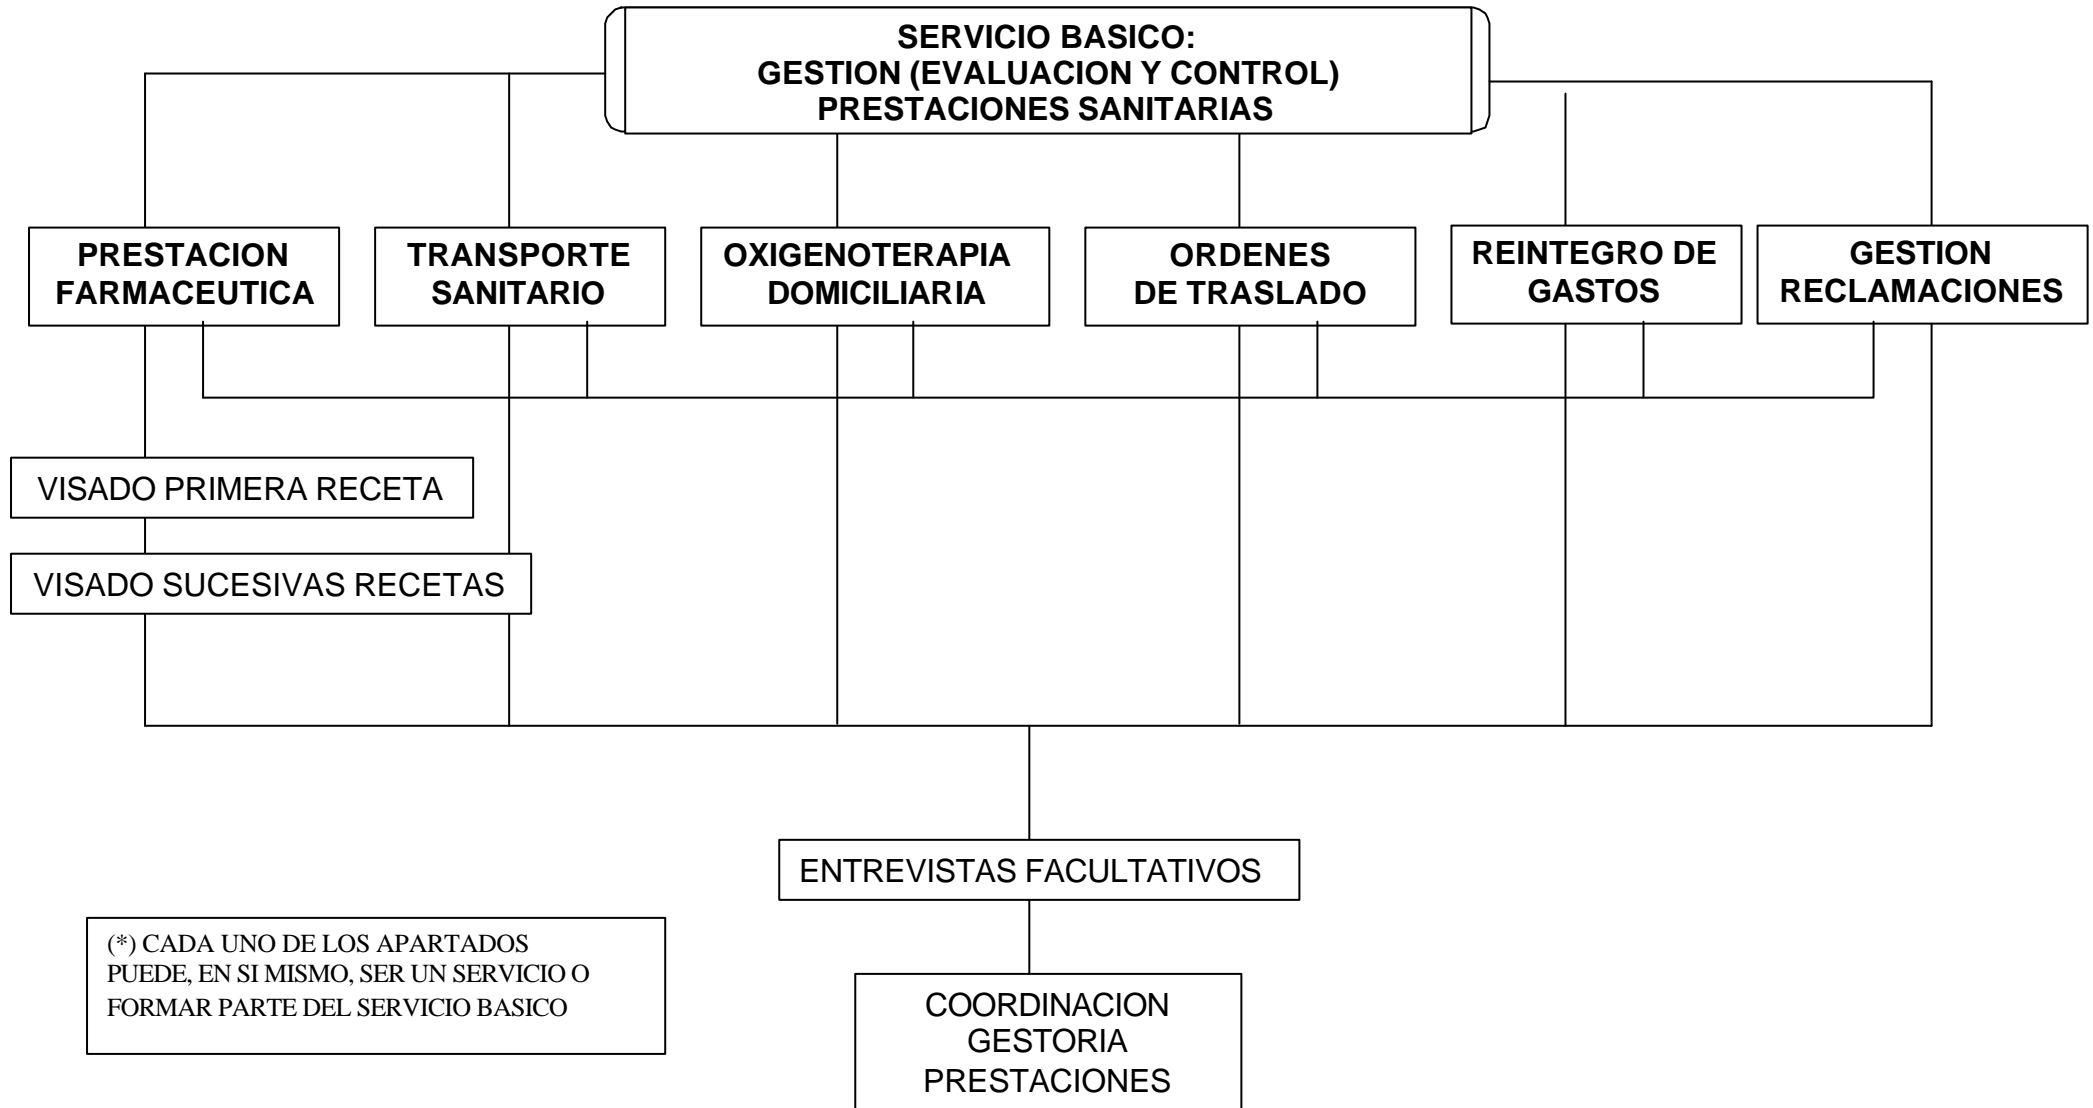 SERVICIO BASICO:
GESTION (EVALUACION Y CONTROL)
PRESTACIONES SANITARIAS
PRESTACION
FARMACEUTICA
TRANSPORTE
SANITARIO
OXIGENOTERAPIA
DOMICILIARIA
ORDENES
DE TRASLADO
REINTEGRO DE
GASTOS
GESTION
RECLAMACIONES
VISADO PRIMERA RECETA
VISADO SUCESIVAS RECETAS
ENTREVISTAS FACULTATIVOS
(*) CADA UNO DE LOS APARTADOS
PUEDE, EN SI MISMO, SER UN SERVICIO O
FORMAR PARTE DEL SERVICIO BASICO
COORDINACION
GESTORIA
PRESTACIONES